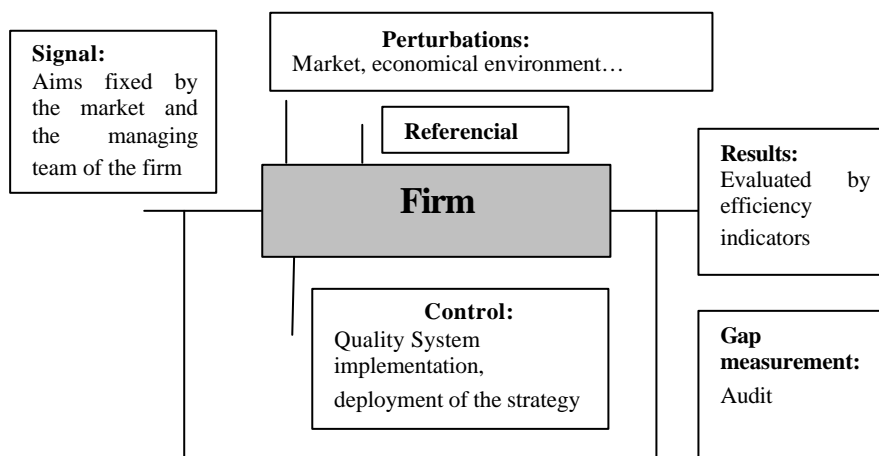 Signal:
Aims fixed by
the market and
the managing
team of the firm
Perturbations:
Market, economical environment…
Referencial
Firm
Results:
Evaluated by
efficiency
indicators
Control:
Quality System
implementation,
deployment of the strategy
Gap
measurement:
Audit